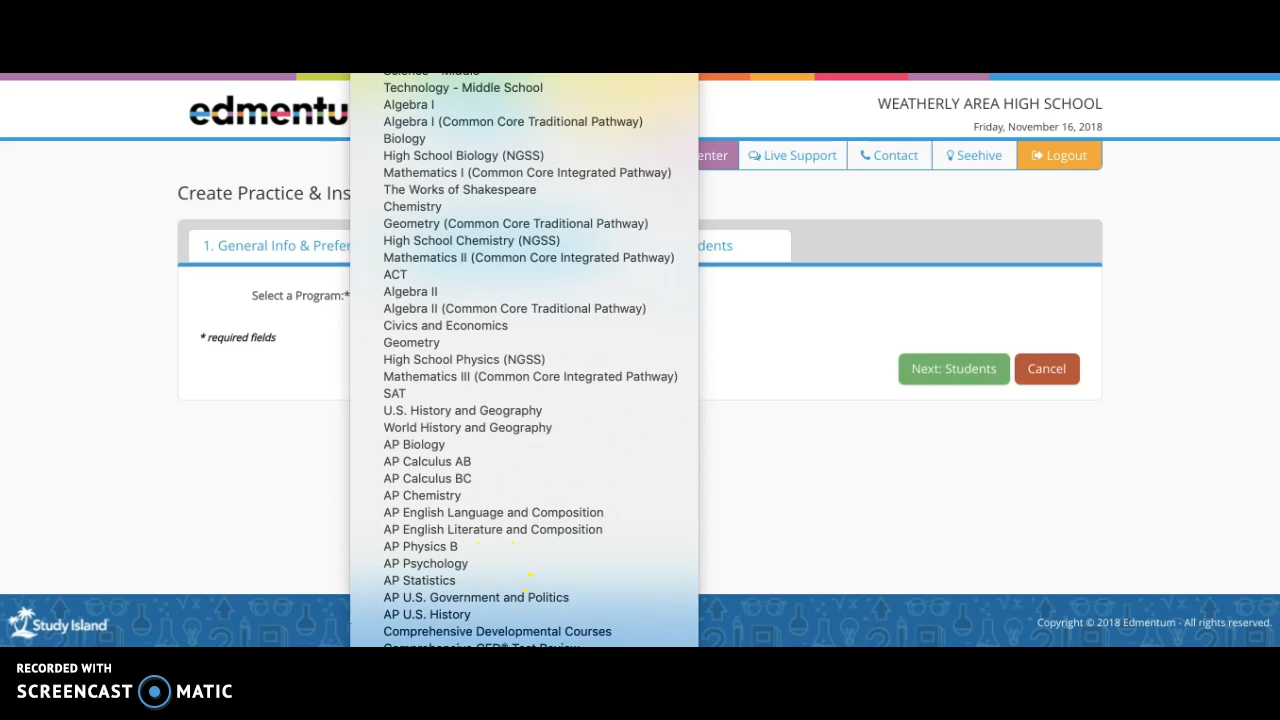 Science - Middle
Technology - Middle School
edmentu
Algebra I
WEATHERLY AREA HIGH SCHOOL
Algebra I (Common Core Traditional Pathway)
Friday, November 16, 2018
Biology
High School Biology (NGSS)
enter
Live Support
Contact
Seehive
Logout
Mathematics I (Common Core Integrated Pathway)
Create Practice & Ins
The Works of Shakespeare
Chemistry
Geometry (Common Core Traditional Pathway)
High School Chemistry (NGSS)
1. General Info & Prefer
dents
Mathematics II (Common Core Integrated Pathway)
ACT
Select a Program:*
Algebra II
Algebra II (Common Core Traditional Pathway)
Civics and Economics
* required fields
Geometry
High School Physics (NGSS)
Next: Students
Cancel
Mathematics III (Common Core Integrated Pathway)
SAT
U.S. History and Geography
World History and Geography
AP Biology
AP Calculus AB
AP Calculus BC
AP Chemistry
AP English Language and Composition
AP English Literature and Composition
AP Physics B
AP Psychology
AP Statistics
AP U.S. Government and Politics
AP U.S. History
Study Island
Copyright © 2018 Edmentum - All rights reserved.
Comprehensive Developmental Courses
Comprehensive GED® Test Review
RECORDED WITH
SCREENCAST MATIC